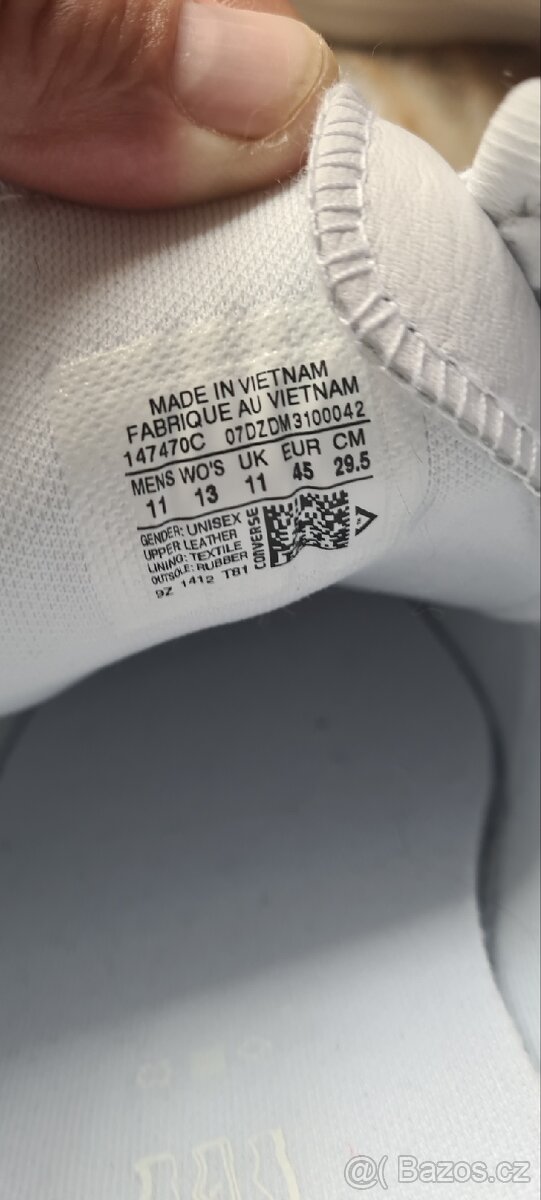 MADE IN VIETNAM
FABRIQUE AU VIETNAM
147470C 07DZDM3100042
MENS WO'S UK EUR CM
11 13 11 45 29.5
GENDER: UNISEX
UPPER LEATHER
LINING: TEXTILE
OUTSOLE: RUBBER
9Z 1412 T81
CONVERSE
@( Bazos.cz